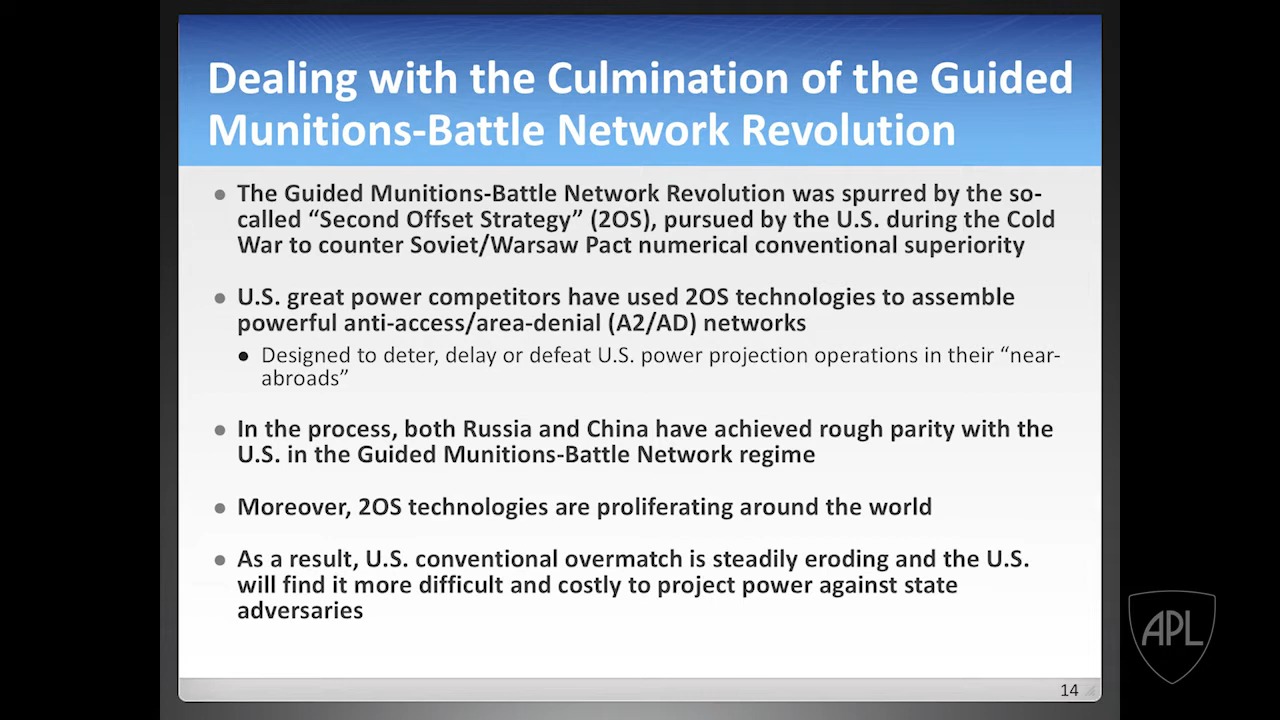 Dealing with the Culmination of the Guided
Munitions-Battle Network Revolution
● The Guided Munitions-Battle Network Revolution was spurred by the so-
called “Second Offset Strategy” (2OS), pursued by the U.S. during the Cold
War to counter Soviet/Warsaw Pact numerical conventional superiority
● U.S. great power competitors have used 2OS technologies to assemble
powerful anti-access/area-denial (A2/AD) networks
● Designed to deter, delay or defeat U.S. power projection operations in their “near-
abroads”
● In the process, both Russia and China have achieved rough parity with the
U.S. in the Guided Munitions-Battle Network regime
● Moreover, 2OS technologies are proliferating around the world
● As a result, U.S. conventional overmatch is steadily eroding and the U.S.
will find it more difficult and costly to project power against state
adversaries
APL
14